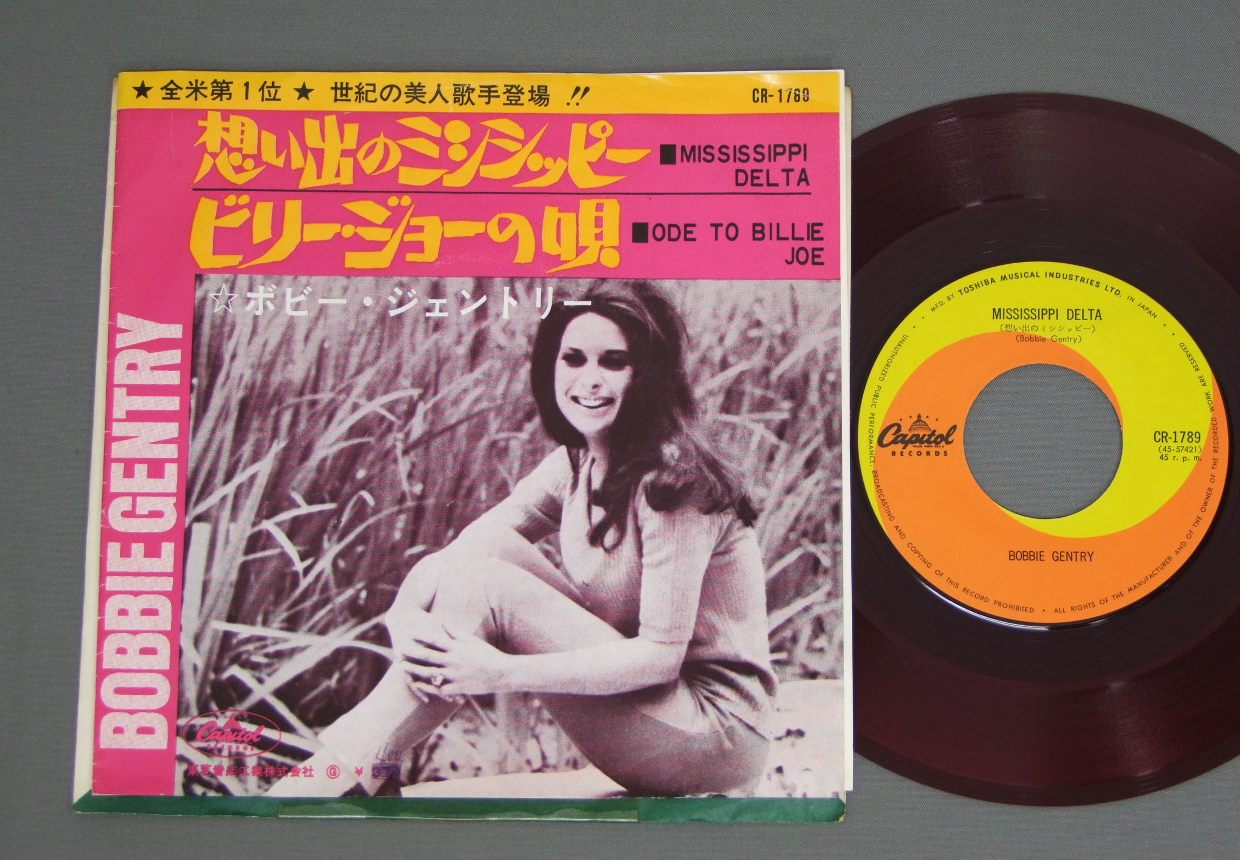 ★全米第1位★ 世紀の美人歌手登場!!
CR-1789
想い出のミシシッピー
■MISSISSIPPI
DELTA
ビリー・ジョーの唄
■ODE TO BILLIE
JOE
☆ボビー・ジェントリー
BOBBIE GENTRY
Capitol
東芝音楽工業株式会社 Ⓖ ¥
MFD. BY TOSHIBA MUSICAL INDUSTRIES LTD. IN JAPAN
MISSISSIPPI DELTA
(想い出のミシシッピー)
(Bobbie Gentry)
Capitol
RECORDS
CR-1789
(45-57421)
45 r. p. m.
BOBBIE GENTRY
UNAUTHORIZED PUBLIC PERFORMANCE, BROADCASTING AND COPYING OF THIS RECORD PROHIBITED • ALL RIGHTS OF THE MANUFACTURER AND OF THE OWNER OF THE RECORDED WORK ARE RESERVED